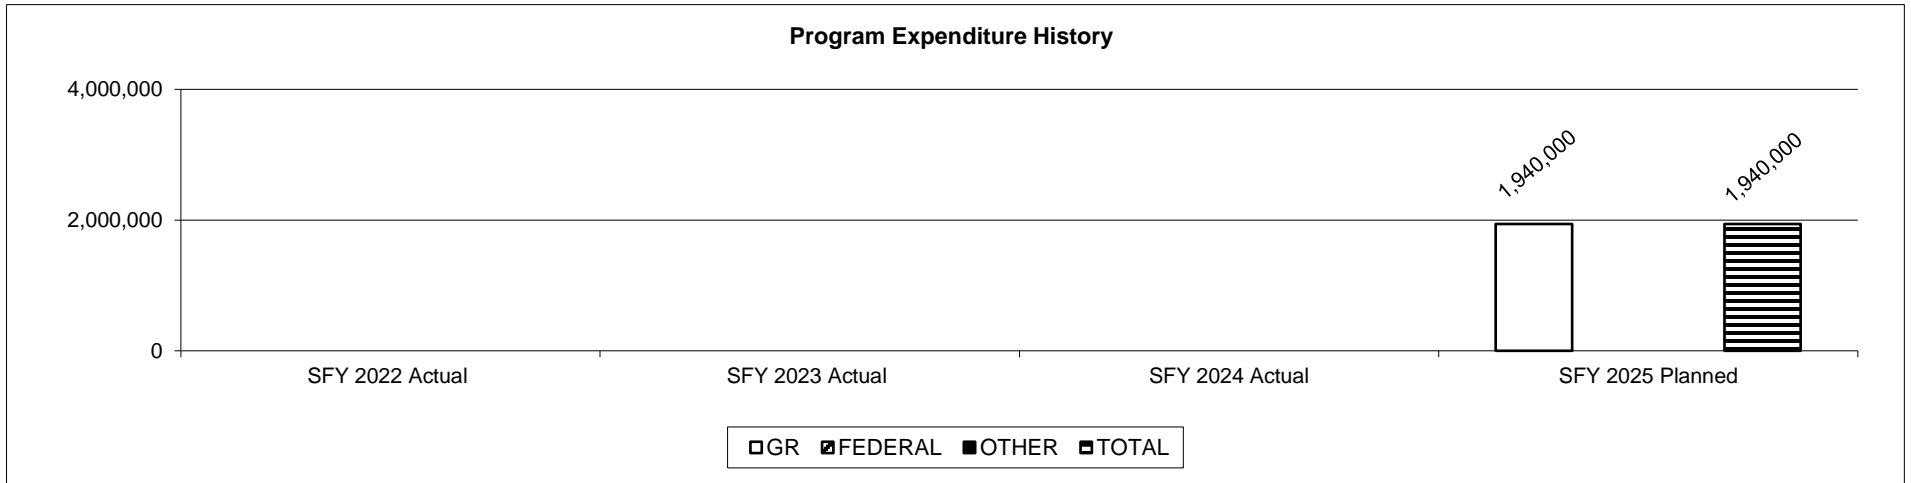 Program Expenditure History
4,000,000
2,000,000
0
1,940,000
1,940,000
SFY 2022 Actual
SFY 2023 Actual
SFY 2024 Actual
SFY 2025 Planned
GR FEDERAL OTHER TOTAL